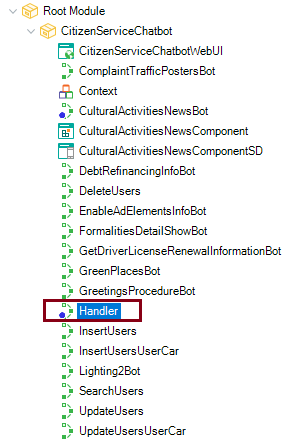 Root Module
CitizenServiceChatbot
CitizenServiceChatbotWebUI
ComplaintTrafficPostersBot
Context
CulturalActivitiesNewsBot
CulturalActivitiesNewsComponent
CulturalActivitiesNewsComponentSD
DebtRefinancingInfoBot
DeleteUsers
EnableAdElementsInfoBot
FormalitiesDetailShowBot
GetDriverLicenseRenewalInformationBot
GreenPlacesBot
GreetingsProcedureBot
Handler
InsertUsers
InsertUsersUserCar
Lighting2Bot
SearchUsers
UpdateUsers
UpdateUsersUserCar